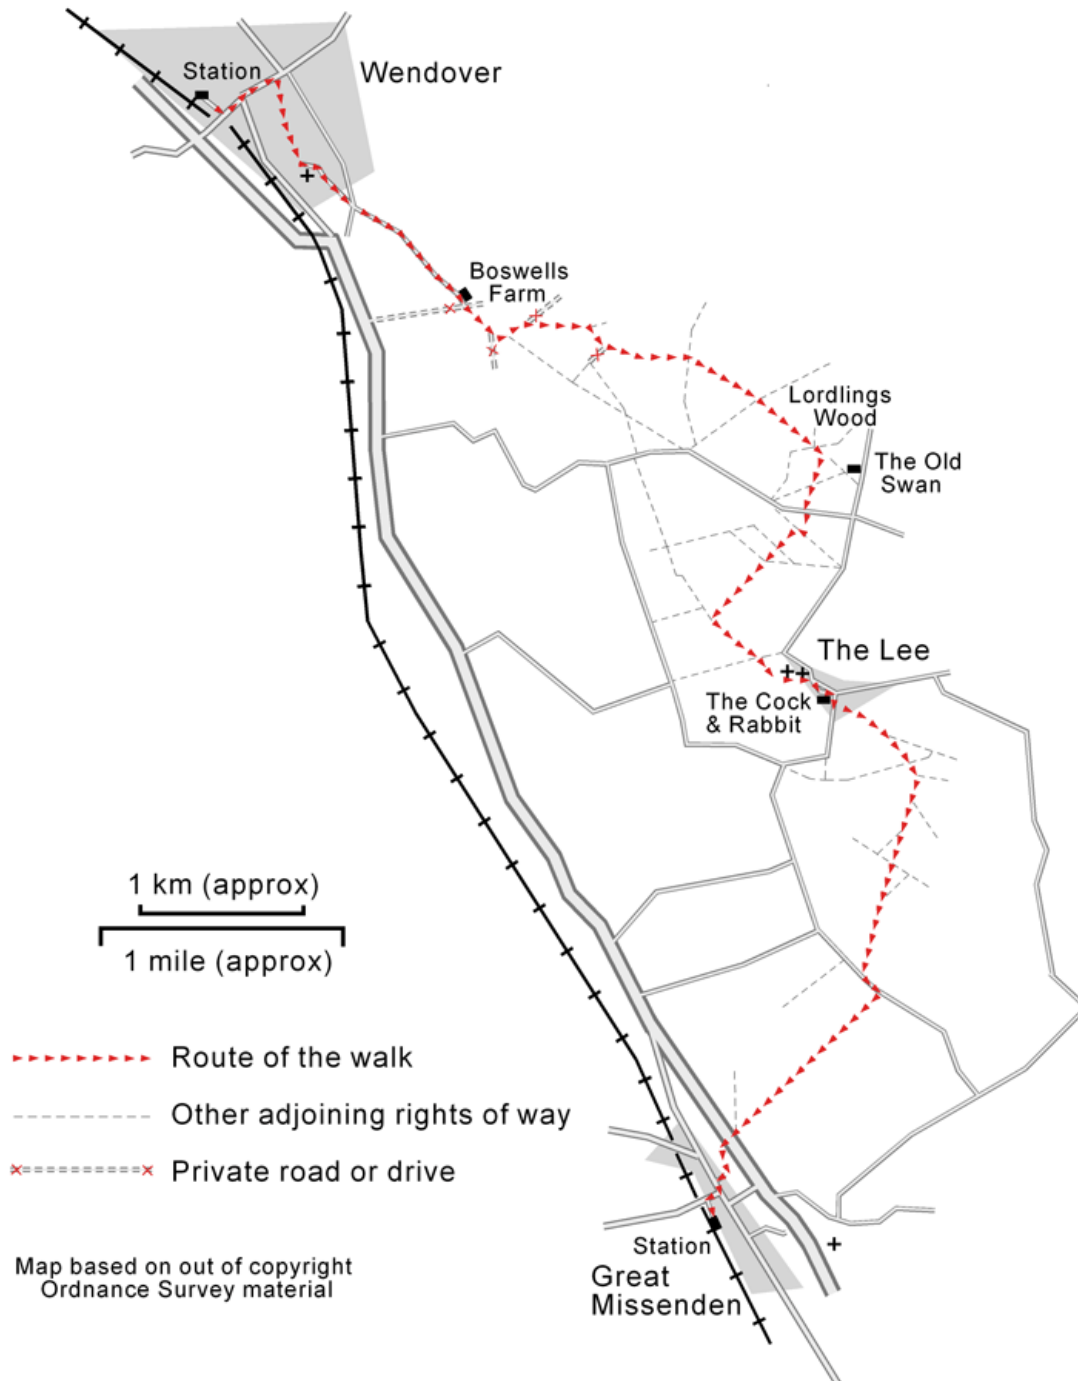 Station
Wendover
Boswells
Farm
Lordlings
Wood
The Old
Swan
The Lee
The Cock
& Rabbit
1 km (approx)
1 mile (approx)
Route of the walk
Other adjoining rights of way
Private road or drive
Map based on out of copyright
Ordnance Survey material
Station
Great
Missenden